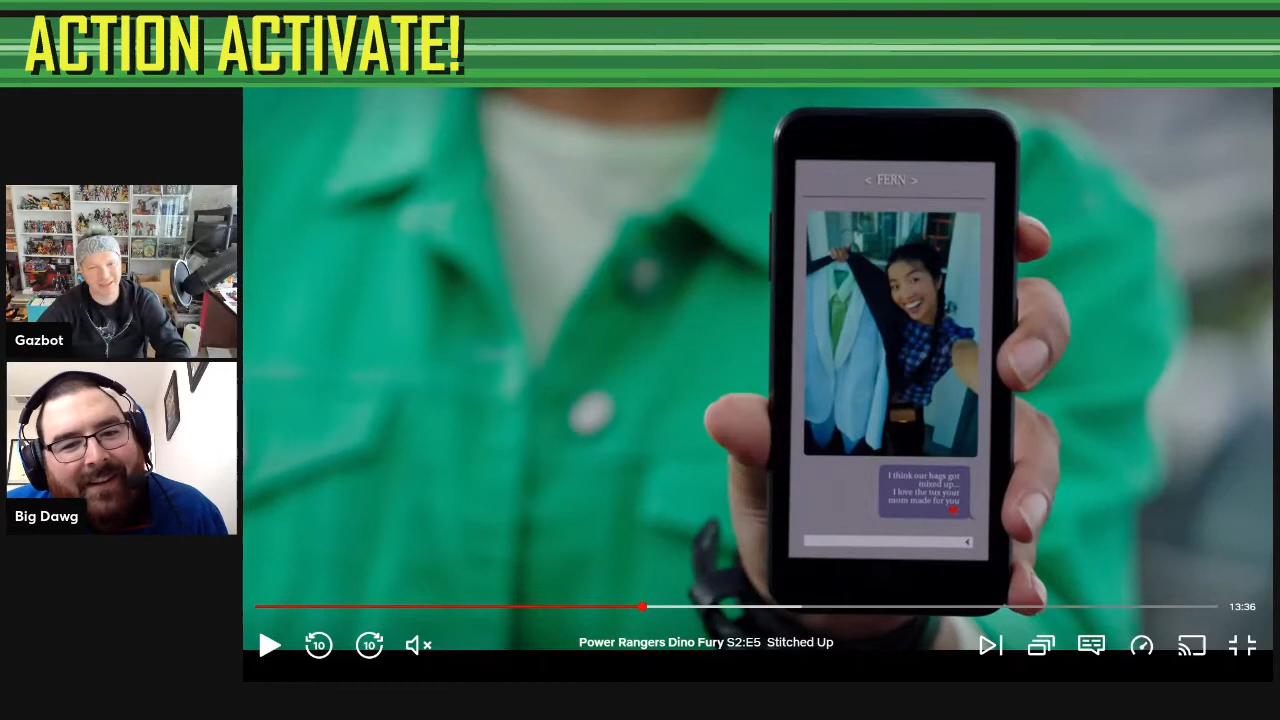 ACTION ACTIVATE!
< FERN >
I think our bags got
mixed up...
I love the tux your
mom made for you
Gazbot
Big Dawg
13:36
10
10
Power Rangers Dino Fury S2:E5 Stitched Up